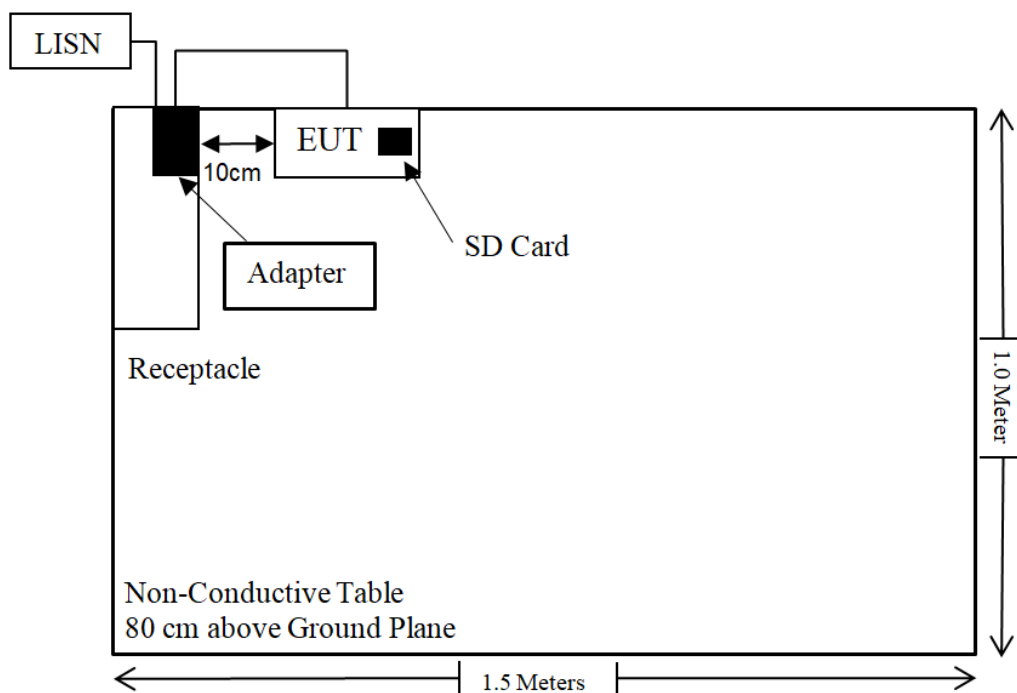 LISN
EUT
10cm
SD Card
Adapter
Receptacle
1.0 Meter
Non-Conductive Table
80 cm above Ground Plane
1.5 Meters